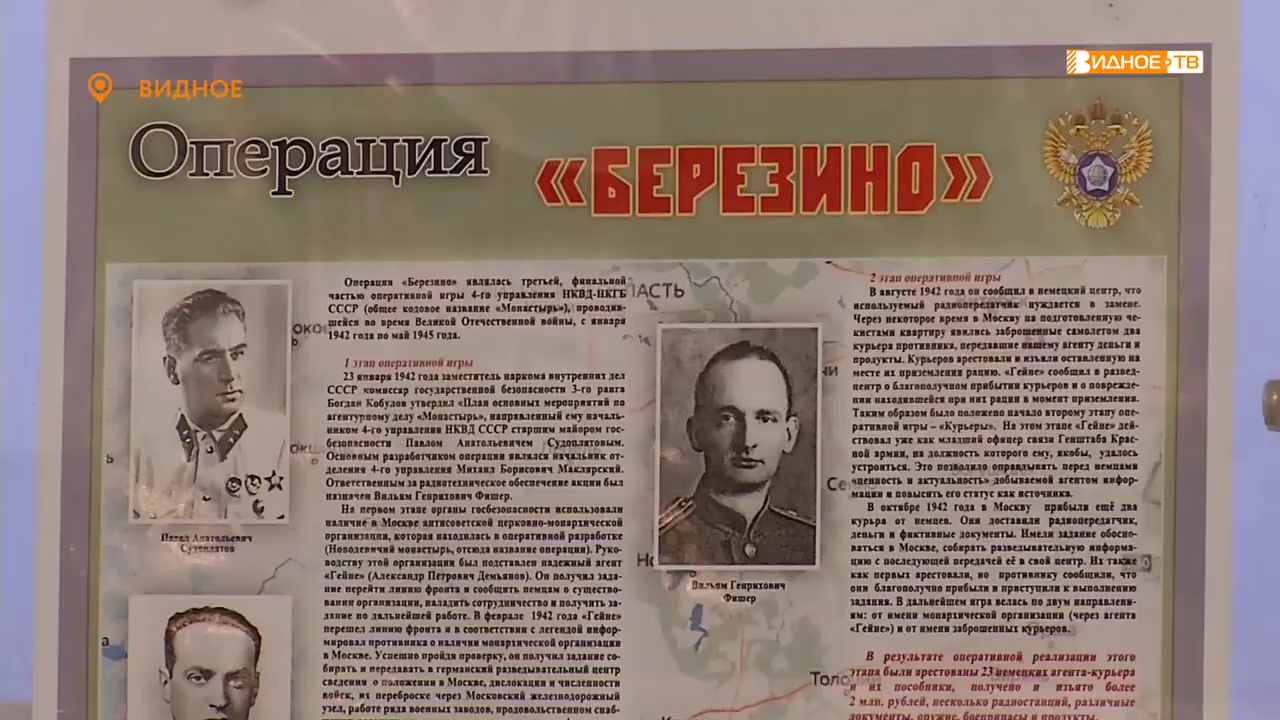 ВИДНОЕ
ВИДНОЕ ТВ
Операция
«БЕРЕЗИНО»
Операция «Березино» являлась третьей, финальной
частью оперативной игры 4-го управления НКВД-НКГБ
СССР (общее кодовое название «Монастырь»), проводив-
шейся во время Великой Отечественной войны, с января
1942 года по май 1945 года.
1 этап оперативной игры
23 января 1942 года заместитель наркома внутренних дел
СССР комиссар государственной безопасности 3-го ранга
Богдан Кобулов утвердил «План основных мероприятий по
агентурному делу «Монастырь», направленный ему началь-
ником 4-го управления НКВД СССР старшим майором гос-
безопасности Павлом Анатольевичем Судоплатовым.
Основным разработчиком операции являлся начальник от-
деления 4-го управления Михаил Борисович Маклярский.
Ответственным за радиотехническое обеспечение акции был
назначен Вильям Генрихович Фишер.
На первом этапе органы госбезопасности использовали
наличие в Москве антисоветской церковно-монархической
организации, которая находилась в оперативной разработке
(Новодевичий монастырь, отсюда название операции). Руко-
водству этой организации был подставлен надежный агент
«Гейне» (Александр Петрович Демьянов). Он получил зада-
ние перейти линию фронта и сообщить немцам о существо-
вании организации, наладить сотрудничество и получить за-
дание по дальнейшей работе. В феврале 1942 года «Гейне»
перешел линию фронта и в соответствии с легендой инфор-
мировал противника о наличии монархической организации
в Москве. Успешно пройдя проверку, он получил задание со-
бирать и передавать в германский разведывательный центр
сведения о положении в Москве, дислокации и численности
войск, их переброске через Московский железнодорожный
узел, работе ряда военных заводов, продовольственном снаб-
Павел Анатольевич
Судоплатов
Вильям Генрихович
Фишер
2 этап оперативной игры
В августе 1942 года он сообщил в немецкий центр, что
используемый радиопередатчик нуждается в замене.
Через некоторое время в Москву на подготовленную че-
кистами квартиру явились заброшенные самолетом два
курьера противника, передавшие нашему агенту деньги и
продукты. Курьеров арестовали и изъяли оставленную на
месте их приземления рацию. «Гейне» сообщил в развед-
центр о благополучном прибытии курьеров и о поврежде-
нии находившейся при них рации в момент приземления.
Таким образом было положено начало второму этапу опе-
ративной игры – «Курьеры». На этом этапе «Гейне» дей-
ствовал уже как младший офицер связи Генштаба Крас-
ной армии, на должность которого ему, якобы, удалось
устроиться. Это позволило оправдывать перед немцами
«ценность и актуальность» добываемой агентом инфор-
мации и повысить его статус как источника.
В октябре 1942 года в Москву прибыли ещё два
курьера от немцев. Они доставили радиопередатчик,
деньги и фиктивные документы. Имели задание обосно-
ваться в Москве, собирать разведывательную информа-
цию с последующей передачей её в свой центр. Их также
как первых арестовали, но противнику сообщили, что
они благополучно прибыли и приступили к выполнению
задания. В дальнейшем игра велась по двум направлени-
ям: от имени монархической организации (через агента
«Гейне») и от имени заброшенных курьеров.
В результате оперативной реализации этого
этапа были арестованы 23 немецких агента-курьера
и их пособники, получено и изъято более
2 млн. рублей, несколько радиостанций, различные
документы, оружие, боеприпасы и продукты.